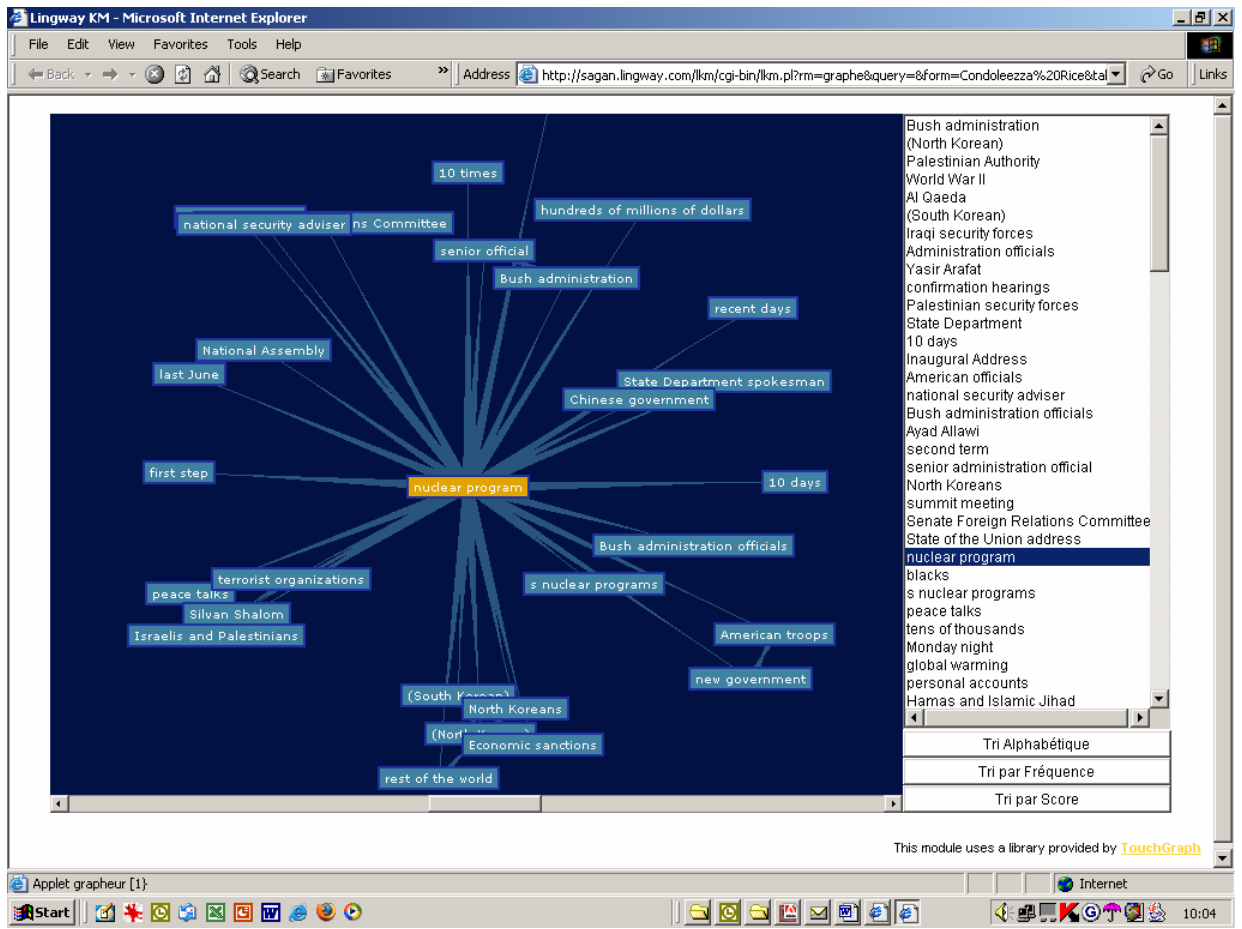 Lingway KM - Microsoft Internet Explorer
File Edit View Favorites Tools Help
Back Search Favorites » Address http://sagan.lingway.com/lkm/cgi-bin/lkm.pl?rm=graphe&query=&form=Condoleezza%20Rice&tal Go Links
10 times
hundreds of millions of dollars
national security adviser ns Committee
senior official
Bush administration
recent days
National Assembly
last June
State Department spokesman
Chinese government
first step
nuclear program
10 days
Bush administration officials
terrorist organizations
s nuclear programs
peace talks
Silvan Shalom
Israelis and Palestinians
American troops
new government
(South Korean)
North Koreans
(North Korean)
Economic sanctions
rest of the world
Bush administration
(North Korean)
Palestinian Authority
World War II
Al Qaeda
(South Korean)
Iraqi security forces
Administration officials
Yasir Arafat
confirmation hearings
Palestinian security forces
State Department
10 days
Inaugural Address
American officials
national security adviser
Bush administration officials
Ayad Allawi
second term
senior administration official
North Koreans
summit meeting
Senate Foreign Relations Committee
State of the Union address
nuclear program
blacks
s nuclear programs
peace talks
tens of thousands
Monday night
global warming
personal accounts
Hamas and Islamic Jihad
Tri Alphabétique
Tri par Fréquence
Tri par Score
This module uses a library provided by TouchGraph
Applet grapheur [1} Internet
Start 10:04